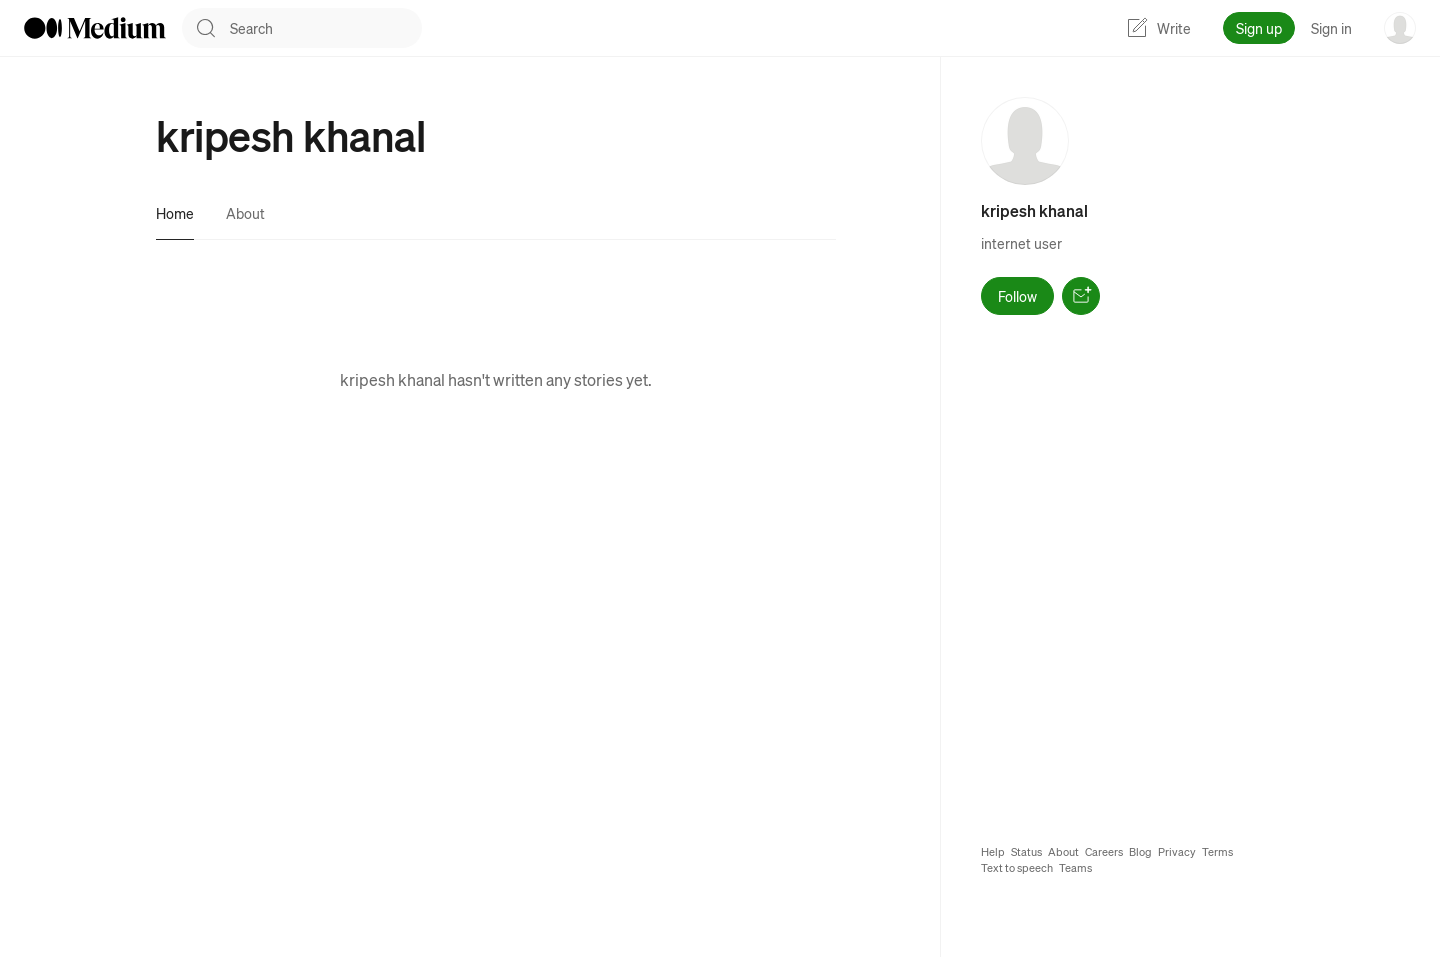 Medium
Search
Write
Sign up
Sign in
kripesh khanal
Home
About
kripesh khanal hasn't written any stories yet.
kripesh khanal
internet user
Follow
Help Status About Careers Blog Privacy Terms
Text to speech Teams